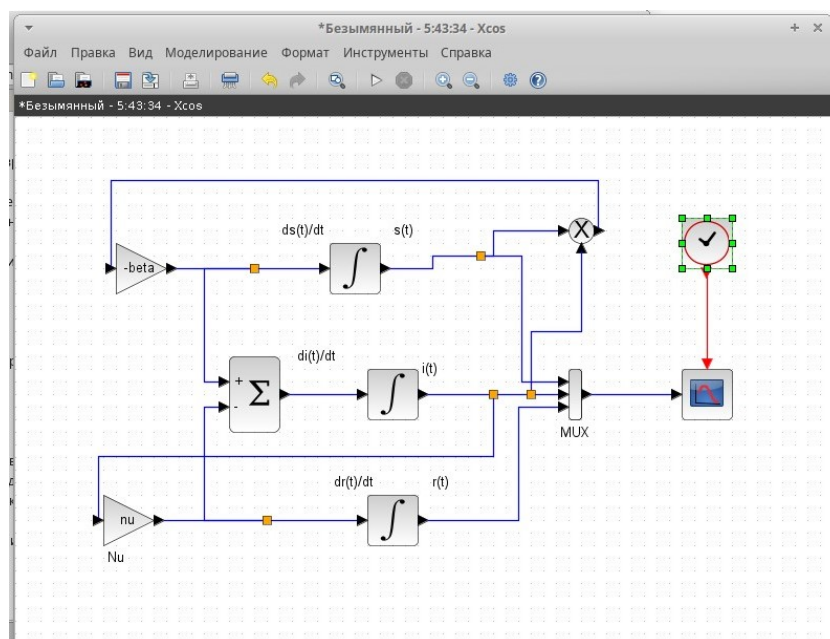 *Безымянный - 5:43:34 - Xcos
Файл Правка Вид Моделирование Формат Инструменты Справка
*Безымянный - 5:43:34 - Xcos
ds(t)/dt s(t)
X
-beta
∫
di(t)/dt i(t)
+
-
Σ
∫
MUX
dr(t)/dt r(t)
nu
∫
Nu